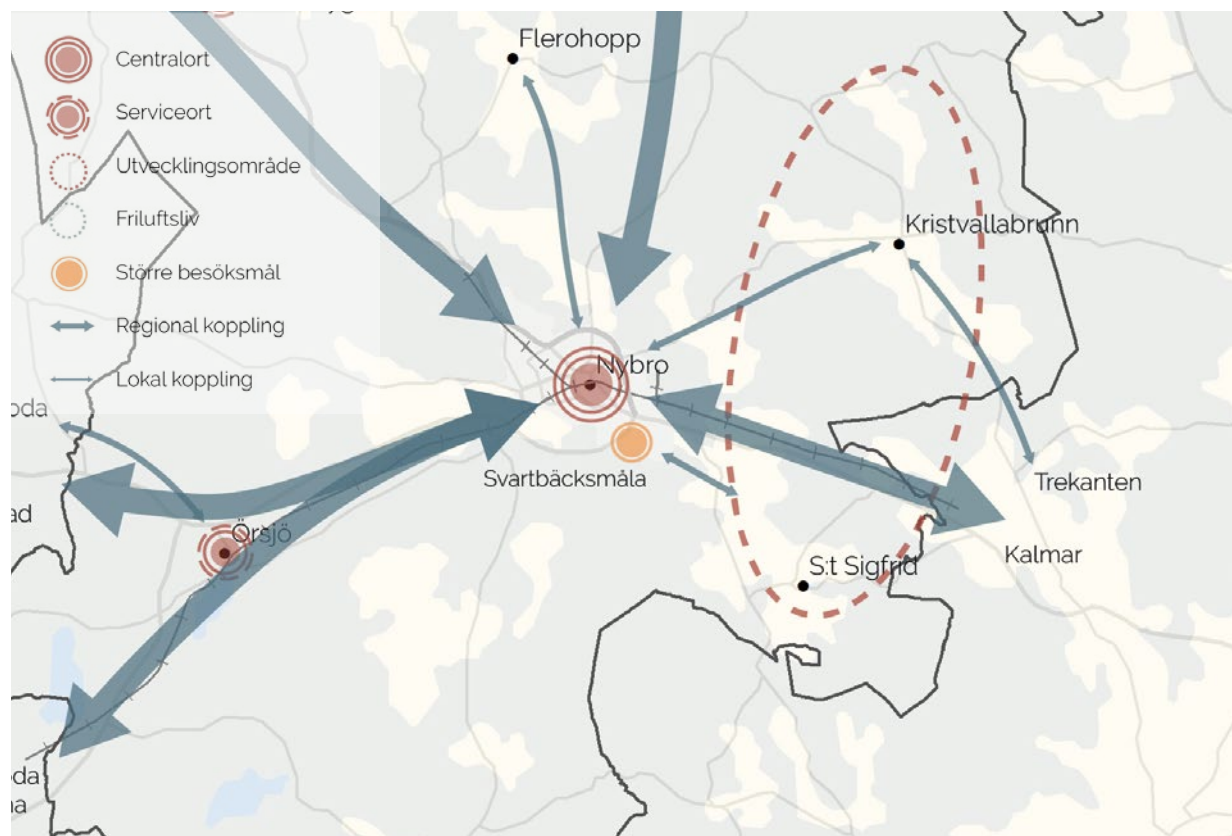 Centralort
Serviceort
Utvecklingsområde
Friluftsliv
Större besöksmål
Regional koppling
Lokal koppling
Flerohopp
Kristvallabrunn
Nybro
Svartbäcksmåla
Trekanten
Örsjö
Kalmar
S:t Sigfrid